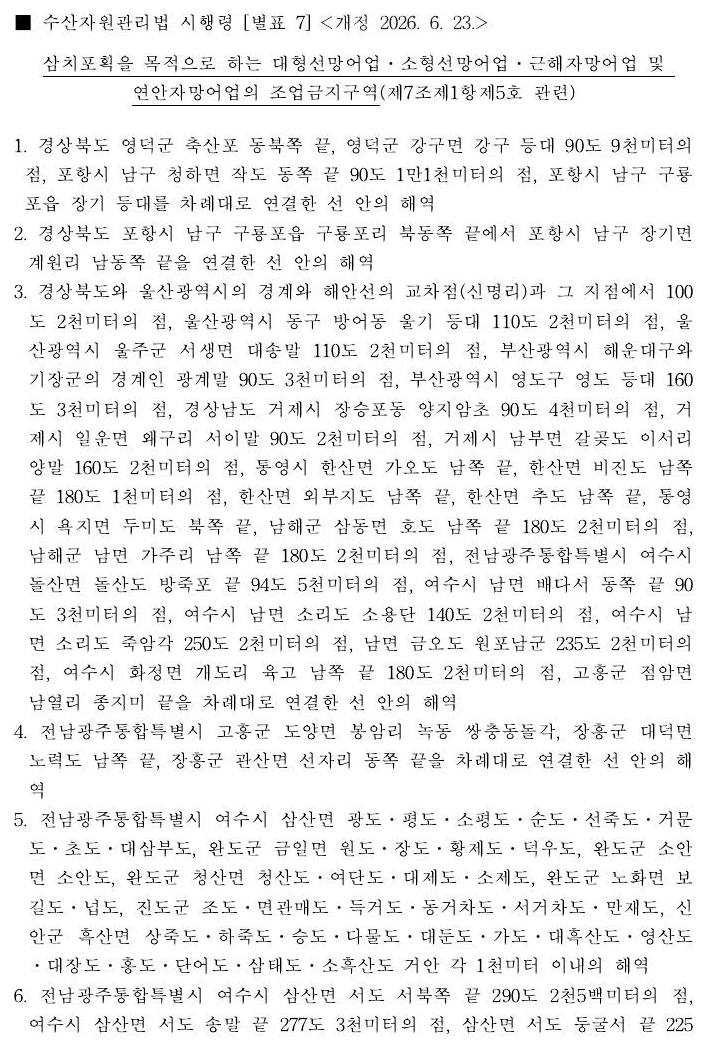 ■ 수산자원관리법 시행령 [별표 7] <개정 2026. 6. 23.>
삼치포획을 목적으로 하는 대형선망어업ㆍ소형선망어업ㆍ근해자망어업 및
연안자망어업의 조업금지구역(제7조제1항제5호 관련)
1. 경상북도 영덕군 축산포 동북쪽 끝, 영덕군 강구면 강구 등대 90도 9천미터의
점, 포항시 남구 청하면 작도 동쪽 끝 90도 1만1천미터의 점, 포항시 남구 구룡
포읍 장기 등대를 차례대로 연결한 선 안의 해역
2. 경상북도 포항시 남구 구룡포읍 구룡포리 북동쪽 끝에서 포항시 남구 장기면
계원리 남동쪽 끝을 연결한 선 안의 해역
3. 경상북도와 울산광역시의 경계와 해안선의 교차점(신명리)과 그 지점에서 100
도 2천미터의 점, 울산광역시 동구 방어동 울기 등대 110도 2천미터의 점, 울
산광역시 울주군 서생면 대송말 110도 2천미터의 점, 부산광역시 해운대구와
기장군의 경계인 광계말 90도 3천미터의 점, 부산광역시 영도구 영도 등대 160
도 3천미터의 점, 경상남도 거제시 장승포동 양지암초 90도 4천미터의 점, 거
제시 일운면 왜구리 서이말 90도 2천미터의 점, 거제시 남부면 갈곶도 이서리
양말 160도 2천미터의 점, 통영시 한산면 가오도 남쪽 끝, 한산면 비진도 남쪽
끝 180도 1천미터의 점, 한산면 외부지도 남쪽 끝, 한산면 추도 남쪽 끝, 통영
시 욕지면 두미도 북쪽 끝, 남해군 삼동면 호도 남쪽 끝 180도 2천미터의 점,
남해군 남면 가주리 남쪽 끝 180도 2천미터의 점, 전남광주통합특별시 여수시
돌산면 돌산도 방죽포 끝 94도 5천미터의 점, 여수시 남면 배다서 동쪽 끝 90
도 3천미터의 점, 여수시 남면 소리도 소용단 140도 2천미터의 점, 여수시 남
면 소리도 죽암각 250도 2천미터의 점, 남면 금오도 원포남군 235도 2천미터의
점, 여수시 화정면 개도리 육고 남쪽 끝 180도 2천미터의 점, 고흥군 점암면
남열리 종지미 끝을 차례대로 연결한 선 안의 해역
4. 전남광주통합특별시 고흥군 도양면 봉암리 녹동 쌍충동돌각, 장흥군 대덕면
노력도 남쪽 끝, 장흥군 관산면 선자리 동쪽 끝을 차례대로 연결한 선 안의 해
역
5. 전남광주통합특별시 여수시 삼산면 광도ㆍ평도ㆍ소평도ㆍ순도ㆍ선죽도ㆍ거문
도ㆍ초도ㆍ대삼부도, 완도군 금일면 원도ㆍ장도ㆍ황제도ㆍ덕우도, 완도군 소안
면 소안도, 완도군 청산면 청산도ㆍ여단도ㆍ대제도ㆍ소제도, 완도군 노화면 보
길도ㆍ넙도, 진도군 조도ㆍ면관매도ㆍ득거도ㆍ동거차도ㆍ서거차도ㆍ만재도, 신
안군 흑산면 상죽도ㆍ하죽도ㆍ승도ㆍ다물도ㆍ대둔도ㆍ가도ㆍ대흑산도ㆍ영산도
ㆍ대장도ㆍ홍도ㆍ단어도ㆍ삼태도ㆍ소흑산도 거안 각 1천미터 이내의 해역
6. 전남광주통합특별시 여수시 삼산면 서도 서북쪽 끝 290도 2천5백미터의 점,
여수시 삼산면 서도 송말 끝 277도 3천미터의 점, 삼산면 서도 둥굴서 끝 225